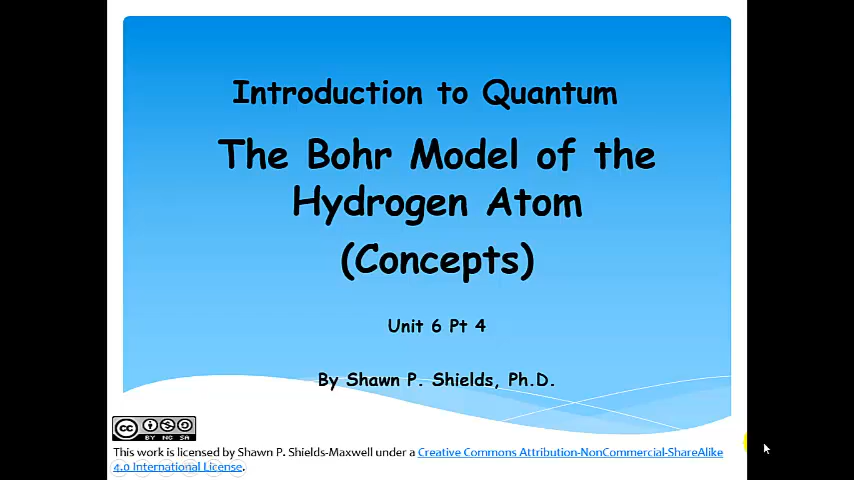 Introduction to Quantum
The Bohr Model of the
Hydrogen Atom
(Concepts)
Unit 6 Pt 4
By Shawn P. Shields, Ph.D.
cc
BY NC SA
This work is licensed by Shawn P. Shields-Maxwell under a Creative Commons Attribution-NonCommercial-ShareAlike
4.0 International License.